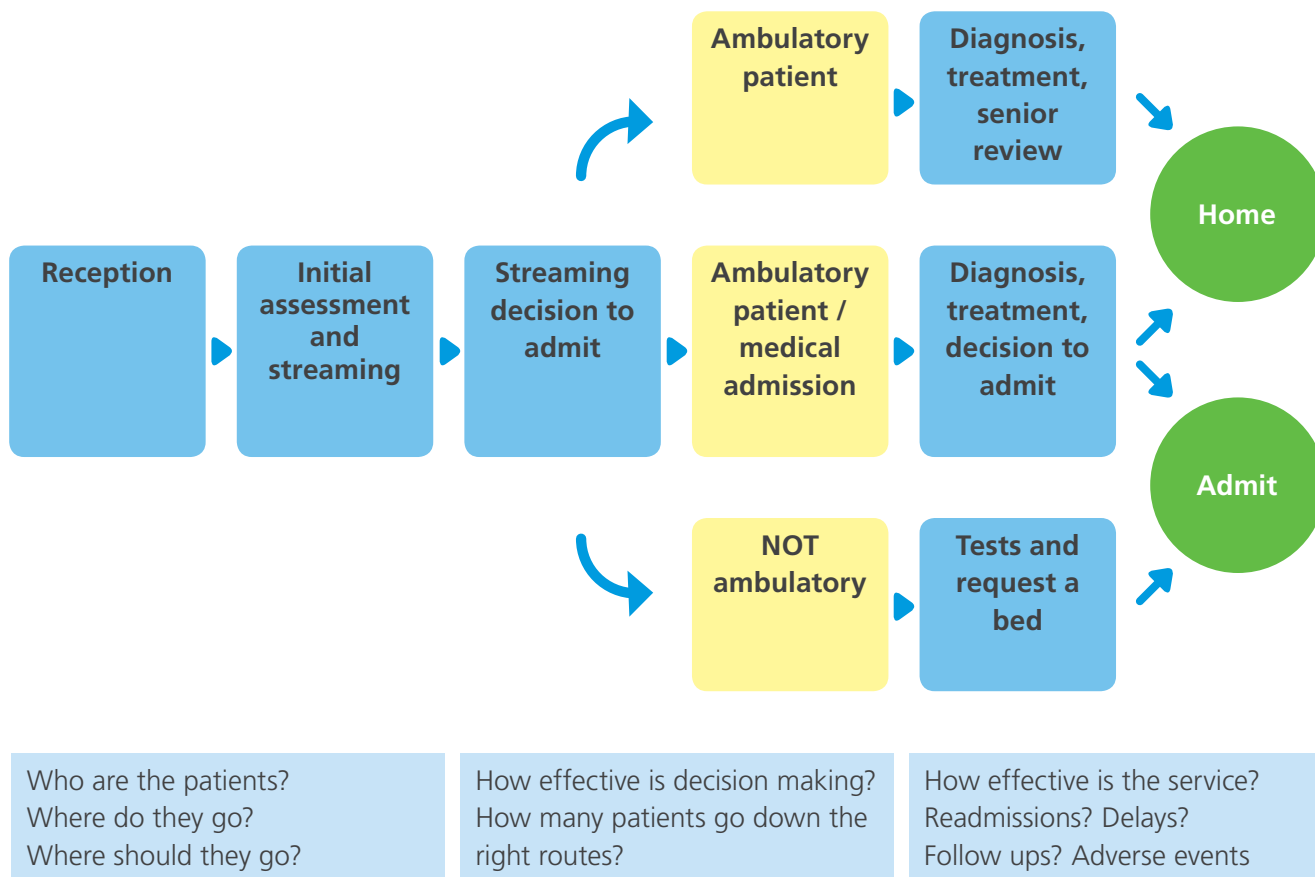 Ambulatory
patient
Diagnosis,
treatment,
senior
review
Home
Reception
Initial
assessment
and
streaming
Streaming
decision to
admit
Ambulatory
patient /
medical
admission
Diagnosis,
treatment,
decision to
admit
Admit
NOT
ambulatory
Tests and
request a
bed
Who are the patients?
Where do they go?
Where should they go?
How effective is decision making?
How many patients go down the
right routes?
How effective is the service?
Readmissions? Delays?
Follow ups? Adverse events